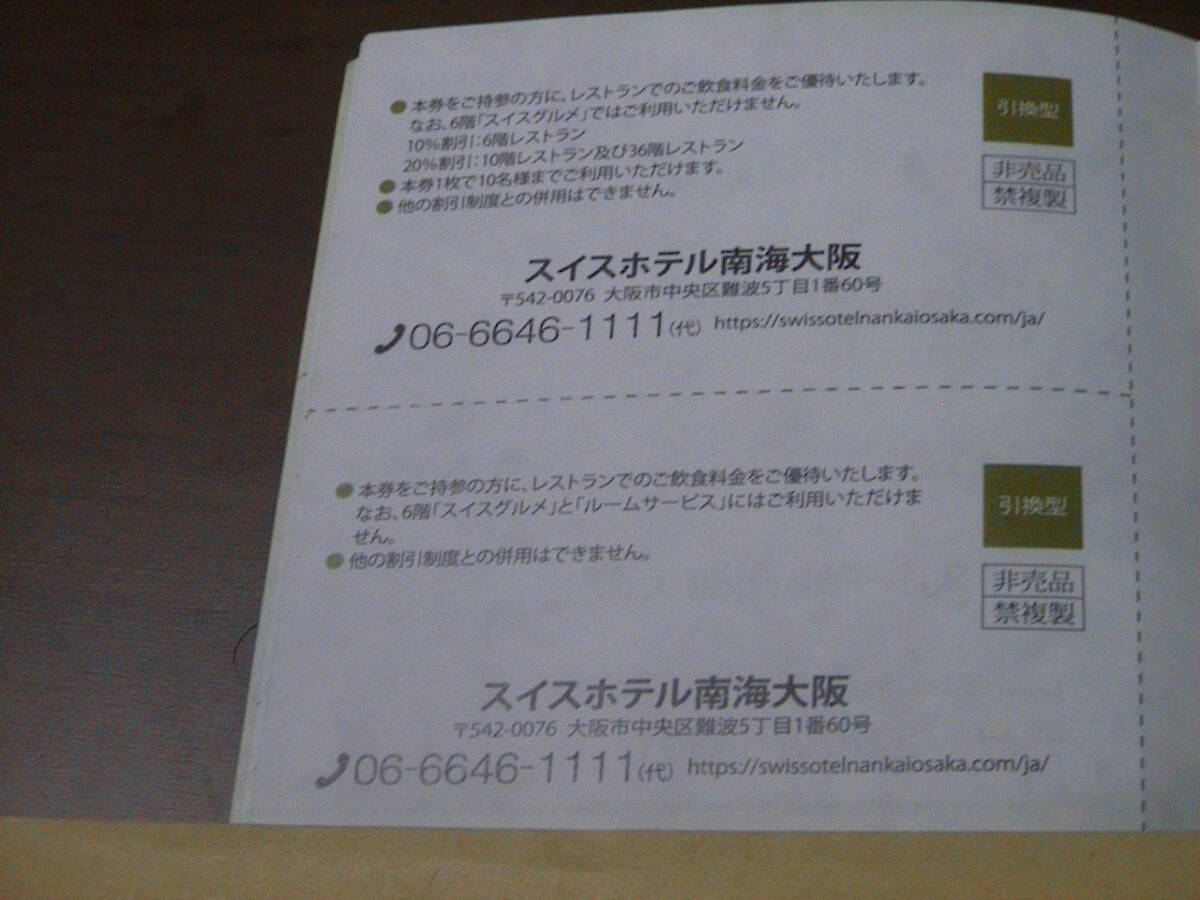 ● 本券をご持参の方に、レストランでのご飲食料金をご優待いたします。
なお、6階「スイスグルメ」ではご利用いただけません。
10%割引：6階レストラン
20%割引：10階レストラン及び36階レストラン
● 本券1枚で10名様までご利用いただけます。
● 他の割引制度との併用はできません。
引換型
非売品
禁複製
スイスホテル南海大阪
〒542-0076 大阪市中央区難波5丁目1番60号
06-6646-1111(代) https://swissotelnankaiosaka.com/ja/
● 本券をご持参の方に、レストランでのご飲食料金をご優待いたします。
なお、6階「スイスグルメ」と「ルームサービス」にはご利用いただけま
せん。
● 他の割引制度との併用はできません。
引換型
非売品
禁複製
スイスホテル南海大阪
〒542-0076 大阪市中央区難波5丁目1番60号
06-6646-1111(代) https://swissotelnankaiosaka.com/ja/